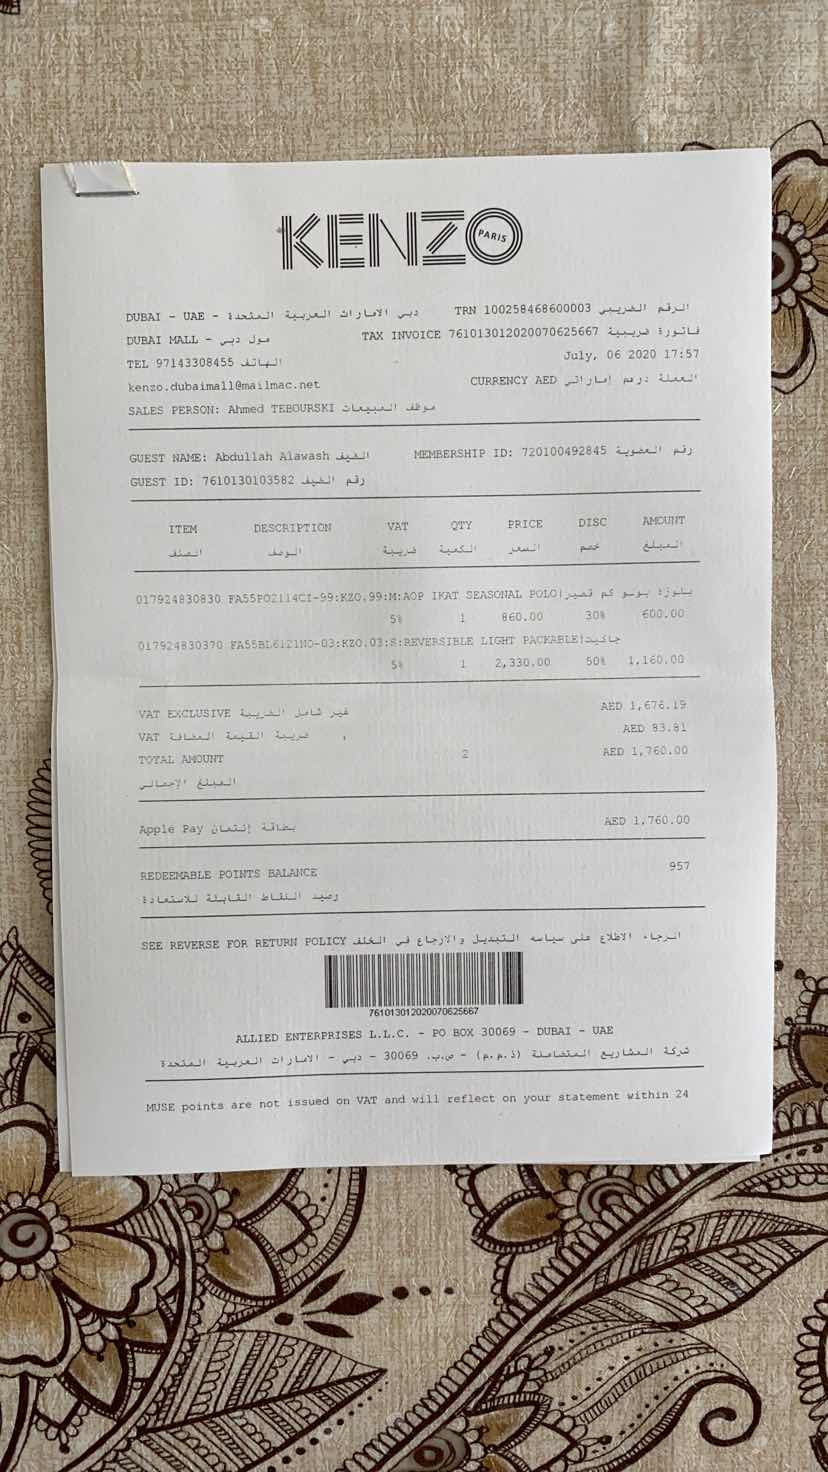 KENZO PARIS
DUBAI - UAE - دبي الامارات العربية المتحدة
TRN 100258468600003 الرقم الضريبي
DUBAI MALL - مول دبي
TAX INVOICE 761013012020070625667 فاتورة ضريبية
TEL 97143308455 الهاتف
July, 06 2020 17:57
kenzo.dubaimall@mailmac.net
CURRENCY AED العملة درهم إماراتي
SALES PERSON: Ahmed TEBOURSKI موظف المبيعات
GUEST NAME: Abdullah Alawash الضيف
MEMBERSHIP ID: 720100492845 رقم العضوية
GUEST ID: 7610130103582 رقم الضيف
ITEM DESCRIPTION VAT QTY PRICE DISC AMOUNT
الصنف الوصف ضريبة الكمية السعر خصم المبلغ
017924830830 FA55PO2114CI-99:KZO.99:M:AOP IKAT SEASONAL POLO|بلوزة بولو كم قصير
5% 1 860.00 30% 600.00
017924830370 FA55BL6121NO-03:KZO.03:S:REVERSIBLE LIGHT PACKABLE|جاكيت
5% 1 2,330.00 50% 1,160.00
VAT EXCLUSIVE غير شامل الضريبة AED 1,676.19
VAT ضريبة القيمة المضافة AED 83.81
TOTAL AMOUNT 2 AED 1,760.00
المبلغ الإجمالي
Apple Pay بطاقة إئتمان AED 1,760.00
REDEEMABLE POINTS BALANCE 957
رصيد النقاط القابلة للاستعادة
SEE REVERSE FOR RETURN POLICY الرجاء الاطلاع على سياسه التبديل والارجاع في الخلف
761013012020070625667
ALLIED ENTERPRISES L.L.C. - PO BOX 30069 - DUBAI - UAE
شركة المشاريع المتضامنة (ذ.م.م) - ص.ب. 30069 - دبي - الامارات العربية المتحدة
MUSE points are not issued on VAT and will reflect on your statement within 24